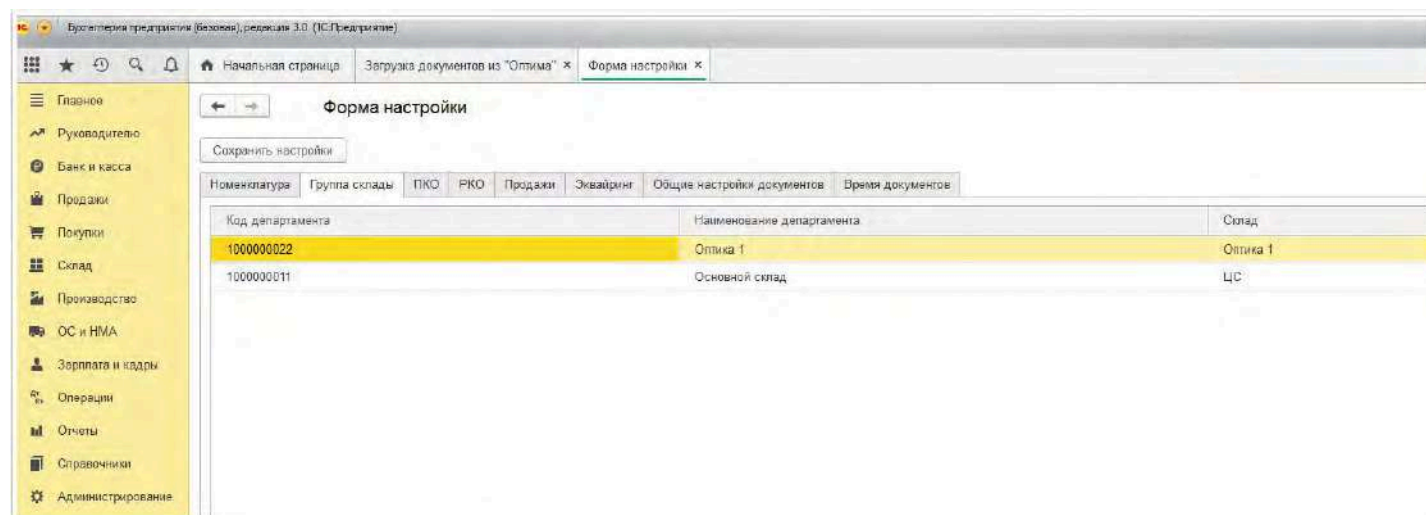 1С Бухгалтерия предприятия (базовая), редакция 3.0 (1С:Предприятие)
Начальная страница Загрузка документов из "Оптима" × Форма настройки ×
Главное
Форма настройки
Руководителю
Сохранить настройки
Банк и касса
Номенклатура Группа склады ПКО РКО Продажи Эквайринг Общие настройки документов Время документов
Продажи
Код департамента Наименование департамента Склад
Покупки
1000000022 Оптика 1 Оптика 1
Склад
1000000011 Основной склад ЦС
Производство
ОС и НМА
Зарплата и кадры
Операции
Отчеты
Справочники
Администрирование